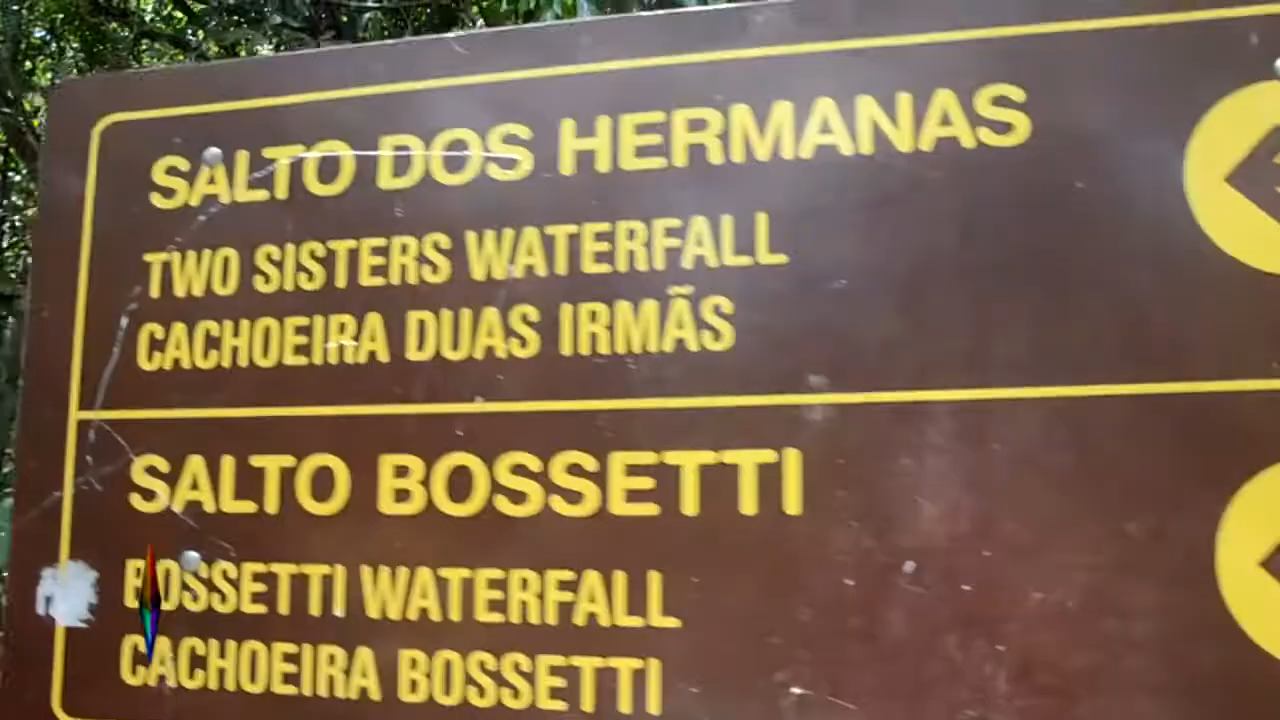 SALTO DOS HERMANAS
TWO SISTERS WATERFALL
CACHOEIRA DUAS IRMÃS
SALTO BOSSETTI
BOSSETTI WATERFALL
CACHOEIRA BOSSETTI